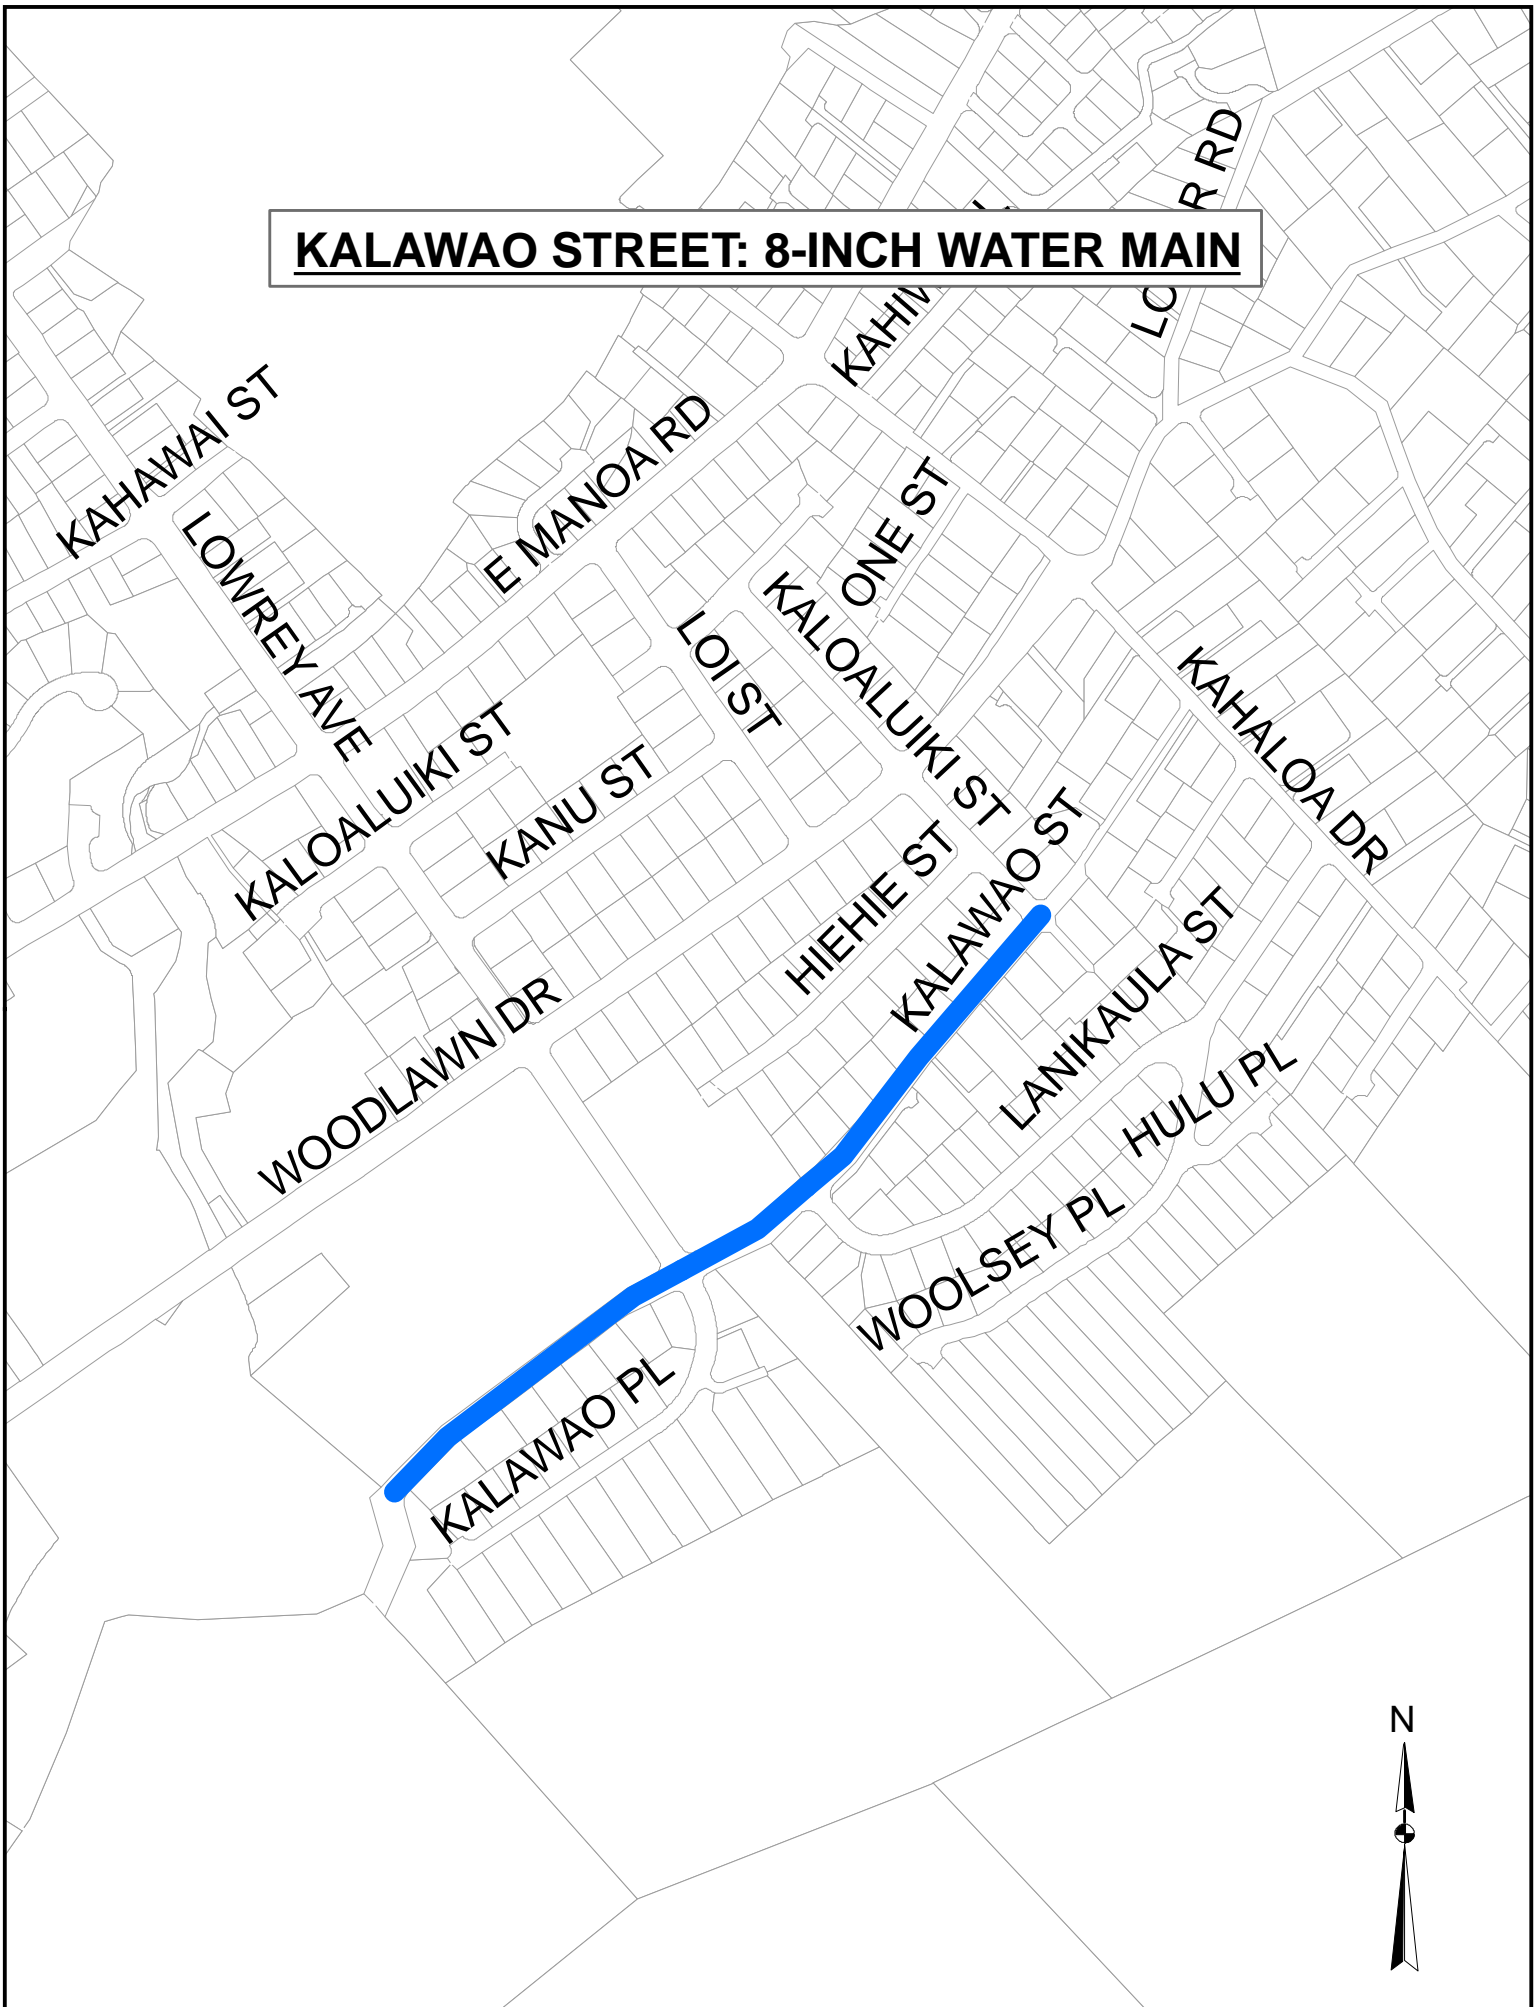 KALAWAO STREET: 8-INCH WATER MAIN
KAHAWAI ST
E MANOA RD
LOWREY AVE
ONE ST
KALOALUIKI ST
LOI ST
KAHALOA DR
KALOALUIKI ST
KANU ST
HIEHIE ST
KALAWAO ST
LANIKAULA ST
WOODLAWN DR
HULU PL
WOOLSEY PL
KALAWAO PL
N